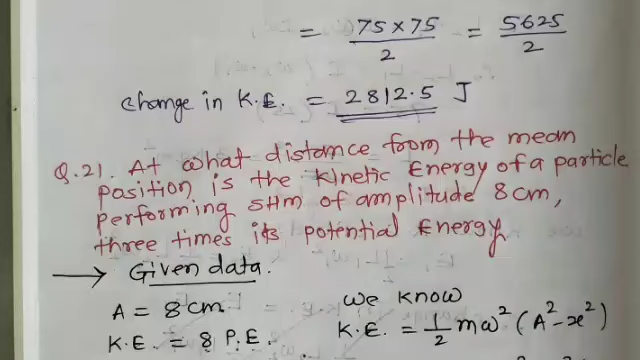 = 75 × 75 / 2 = 5625 / 2
change in K.E. = 2812.5 J
Q.21. At what distance from the mean
position is the Kinetic Energy of a particle
performing SHM of amplitude 8 cm,
three times its potential Energy
→ Given data.
A = 8 cm
K.E. = 8 P.E.
we know
K.E. = 1/2 mω² (A² - x²)